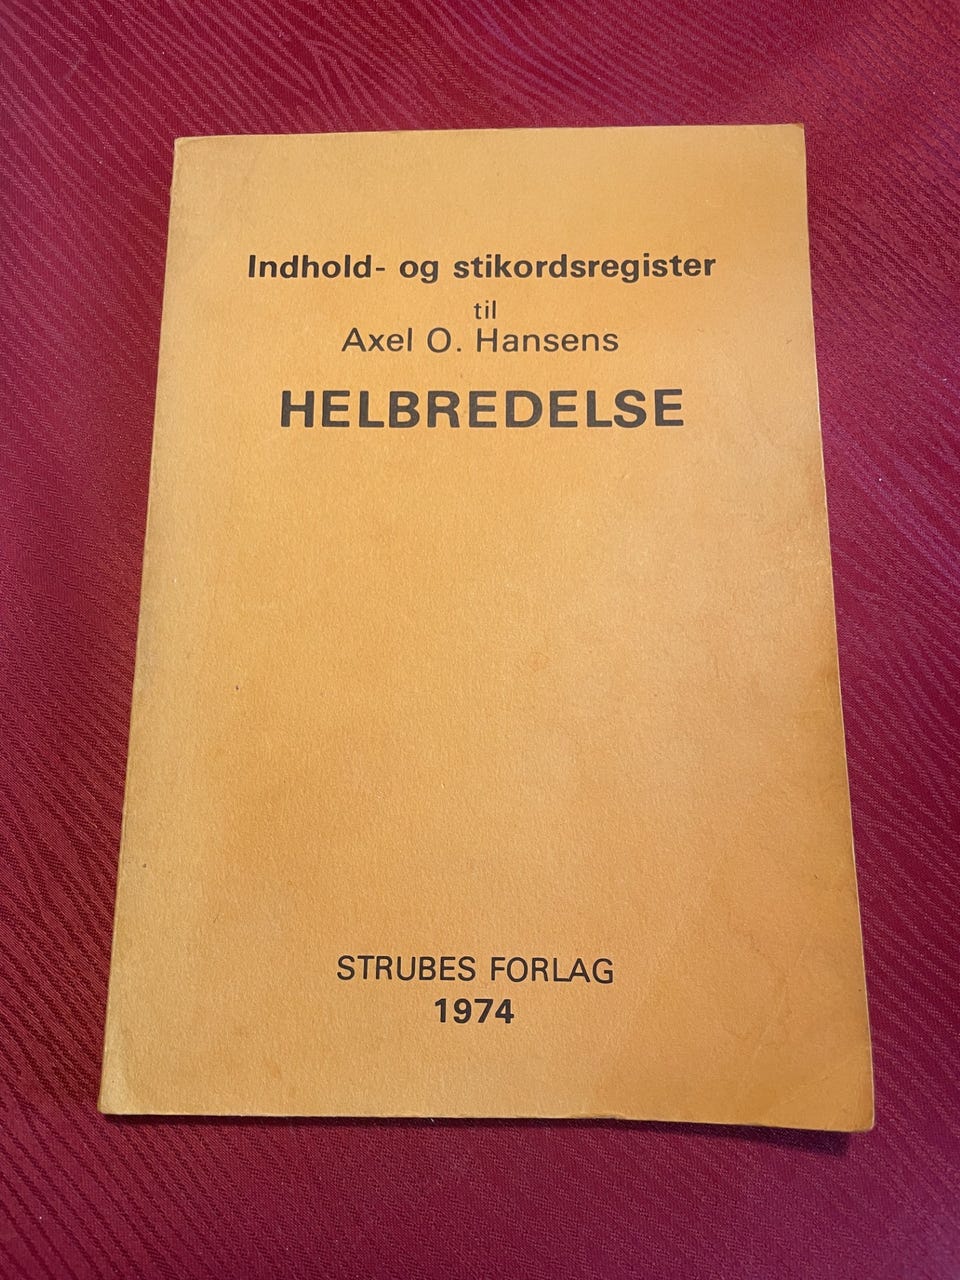 Indhold- og stikordsregister
til
Axel O. Hansens
HELBREDELSE
STRUBES FORLAG
1974